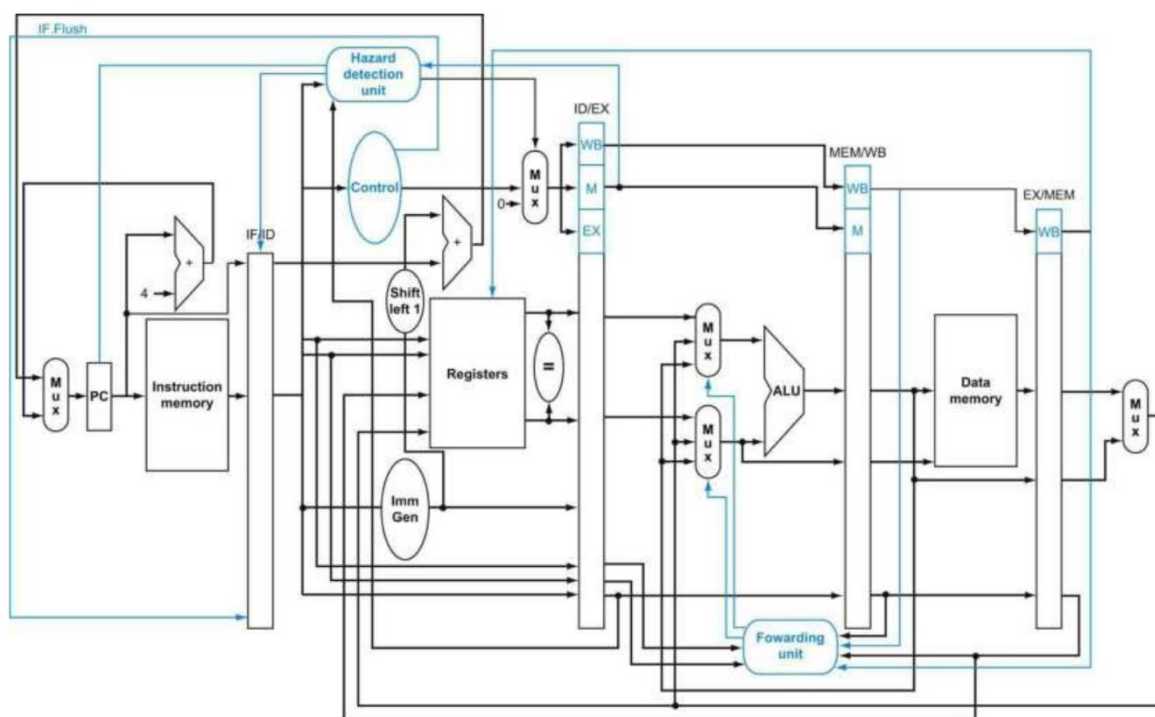 IF.Flush
Hazard
detection
unit
ID/EX
WB
M
EX
MEM/WB
WB
M
EX/MEM
WB
Control
M
u
x
0
IF/ID
+
4
+
Shift
left 1
M
u
x
PC
Instruction
memory
Registers
=
M
u
x
M
u
x
ALU
Data
memory
M
u
x
Imm
Gen
Fowarding
unit